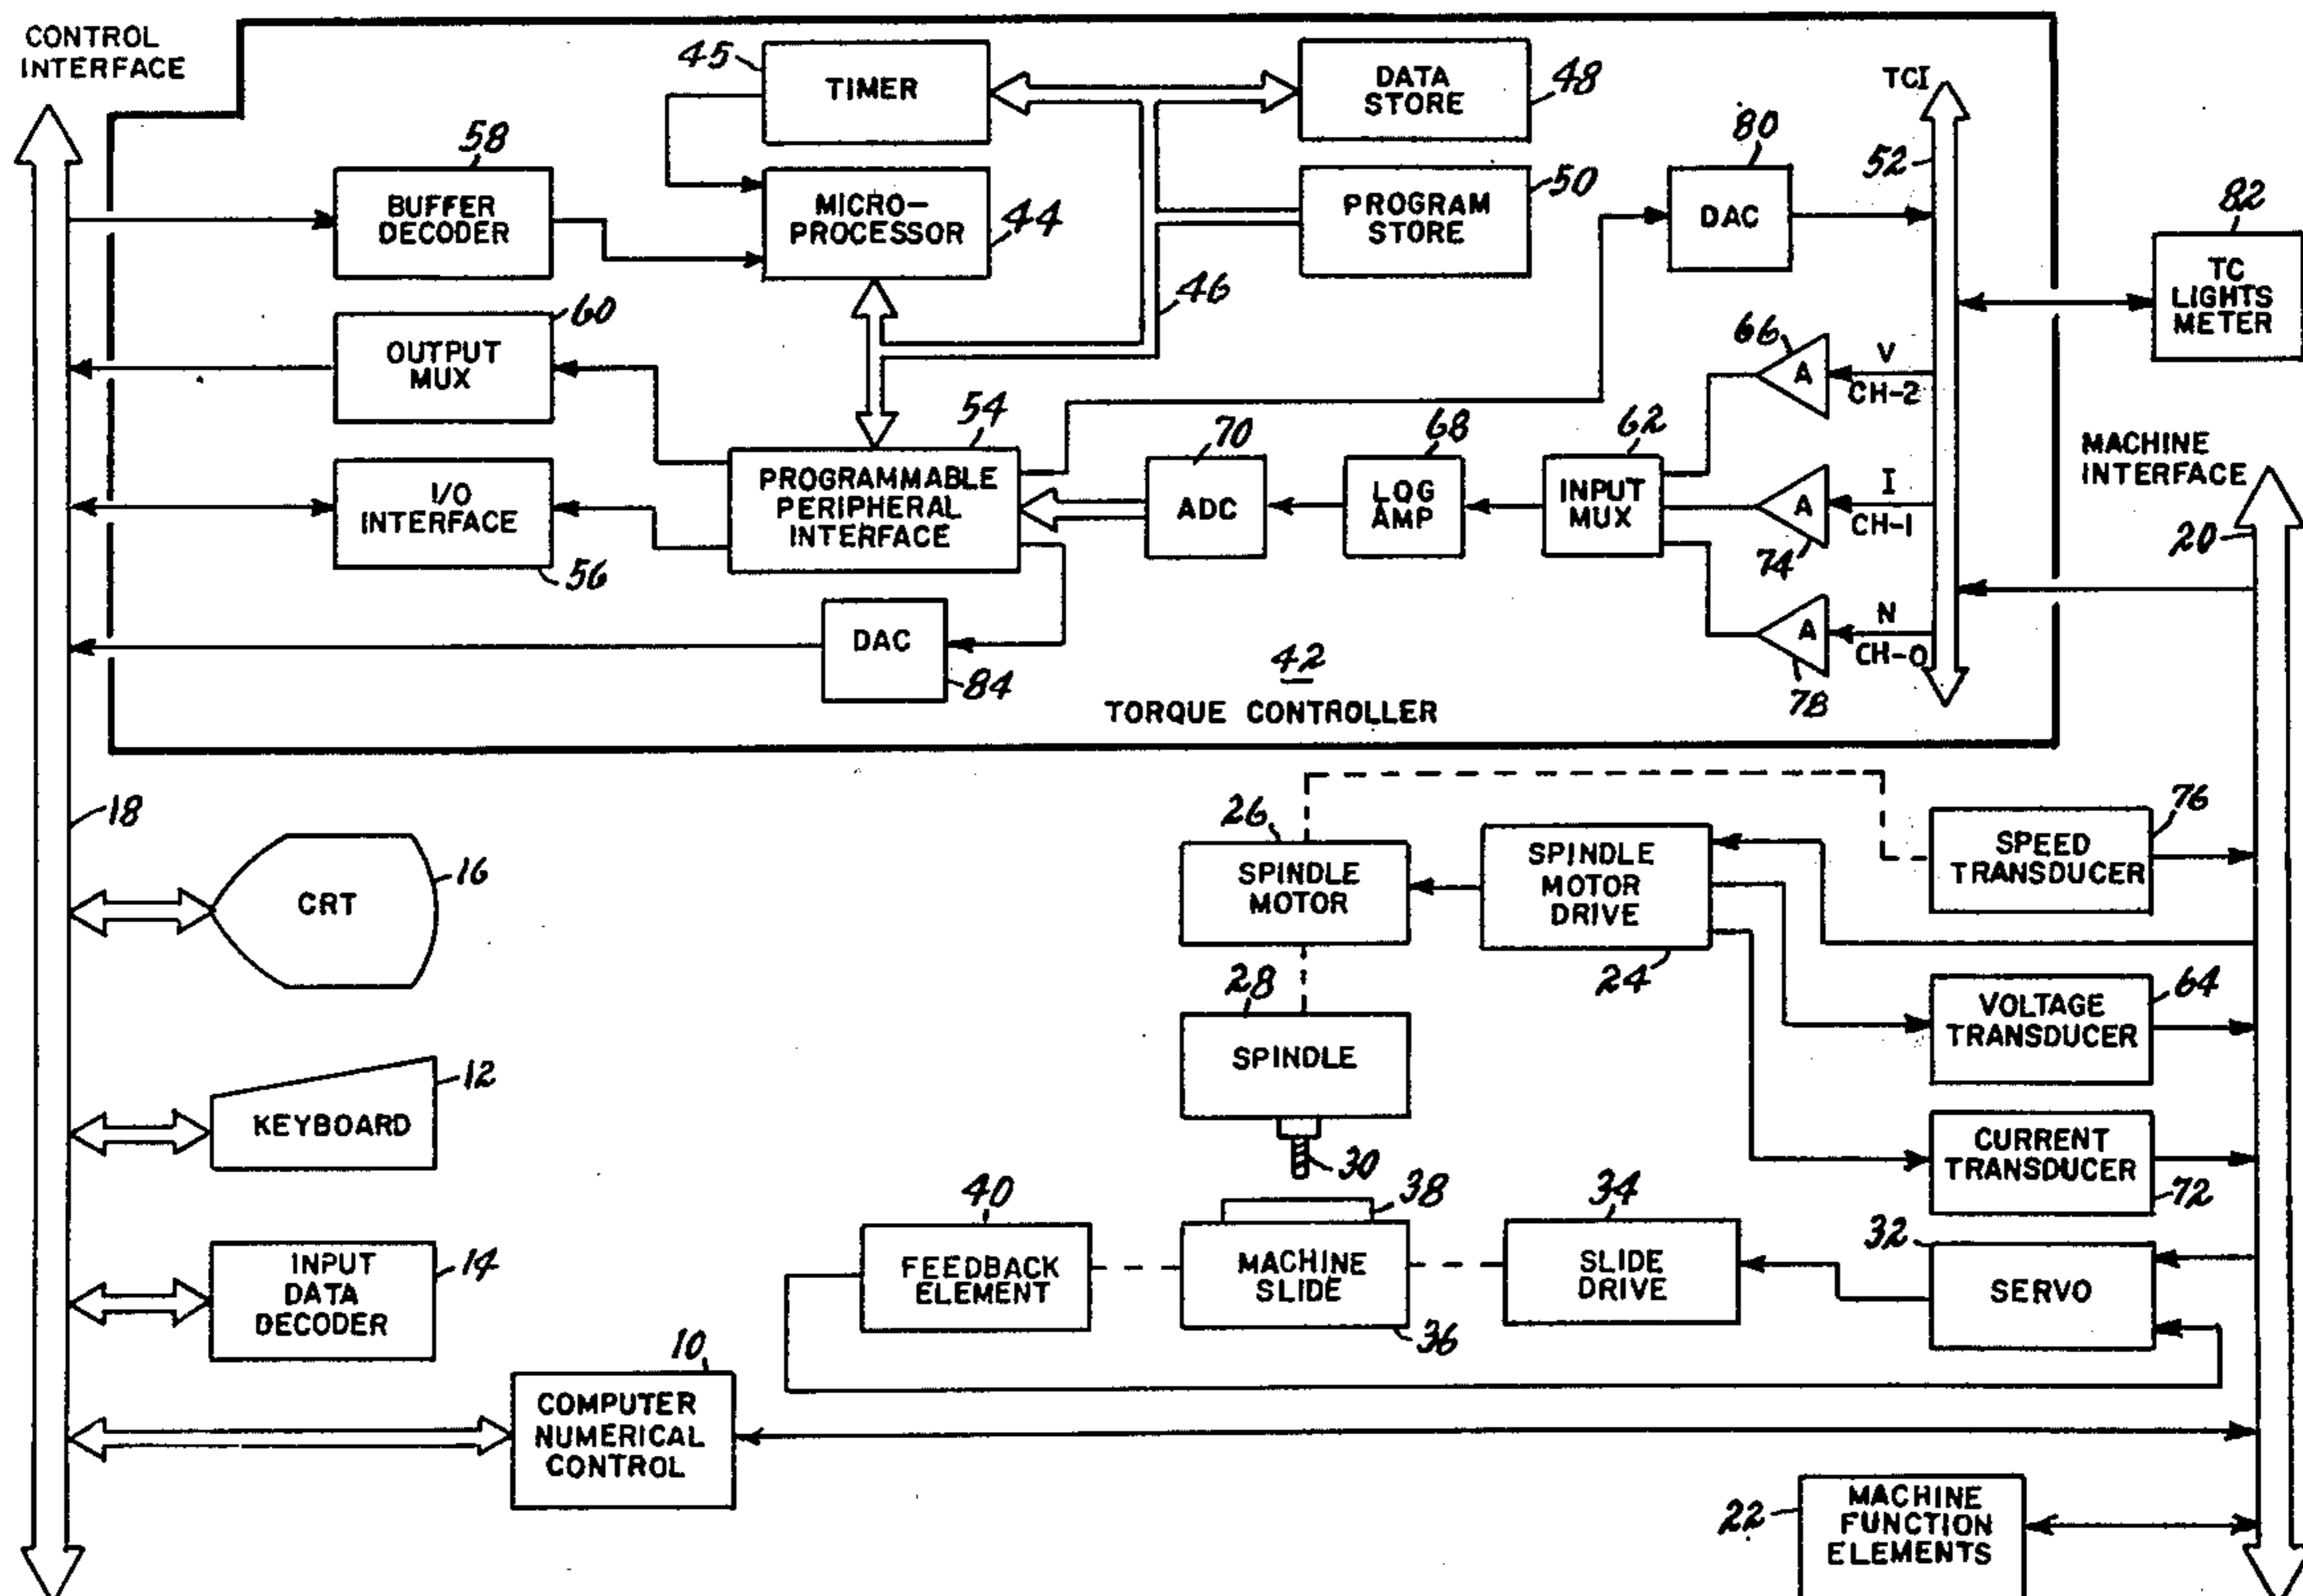 CONTROL
INTERFACE
45
TIMER
DATA
STORE
48
TCI
58
BUFFER
DECODER
MICRO-
PROCESSOR
44
PROGRAM
STORE
50
80
DAC
52
82
TC
LIGHTS
METER
60
OUTPUT
MUX
46
66
A
V
CH-2
54
PROGRAMMABLE
PERIPHERAL
INTERFACE
70
ADC
68
LOG
AMP
62
INPUT
MUX
A
74
I
CH-1
MACHINE
INTERFACE
20
I/O
INTERFACE
56
DAC
84
A
78
N
CH-0
42
TORQUE CONTROLLER
18
CRT
16
26
SPINDLE
MOTOR
SPINDLE
MOTOR
DRIVE
24
76
SPEED
TRANSDUCER
28
SPINDLE
VOLTAGE
TRANSDUCER
64
KEYBOARD
12
30
CURRENT
TRANSDUCER
72
INPUT
DATA
DECODER
14
40
FEEDBACK
ELEMENT
38
MACHINE
SLIDE
36
34
SLIDE
DRIVE
32
SERVO
10
COMPUTER
NUMERICAL
CONTROL
22
MACHINE
FUNCTION
ELEMENTS